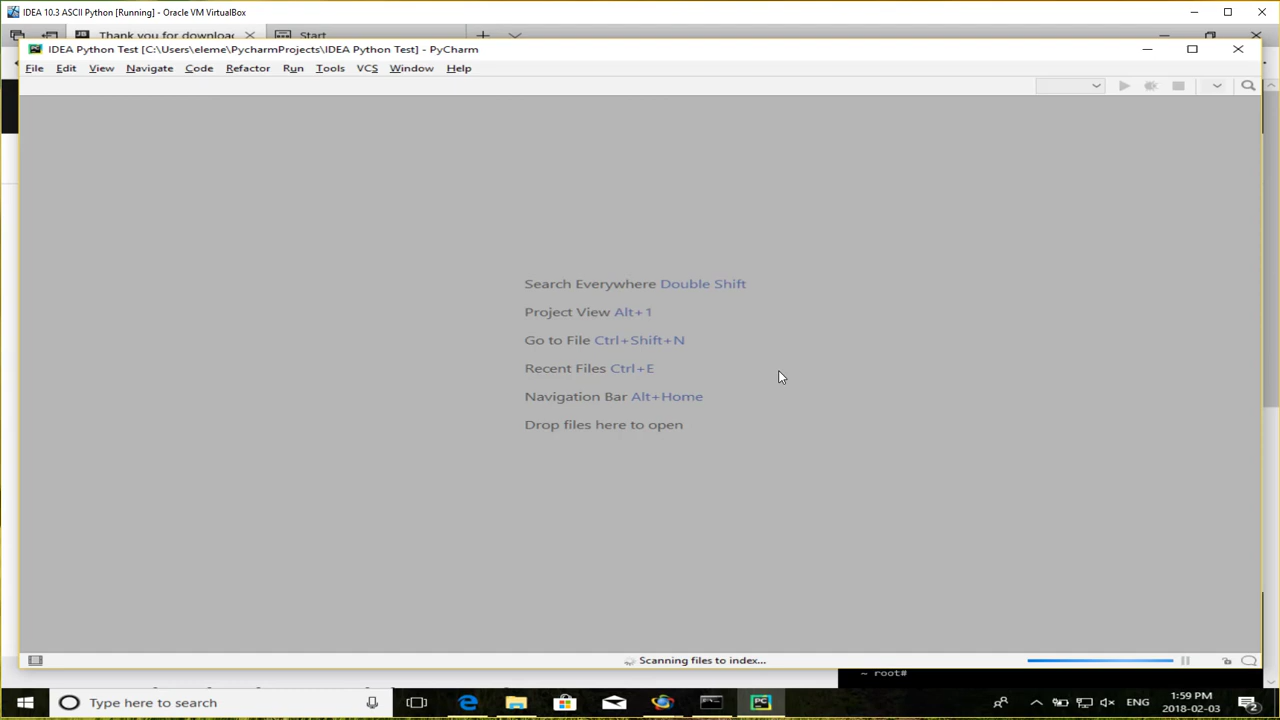 IDEA 10.3 ASCII Python [Running] - Oracle VM VirtualBox
Thank you for downloac
Start
IDEA Python Test [C:\Users\eleme\PycharmProjects\IDEA Python Test] - PyCharm
File Edit View Navigate Code Refactor Run Tools VCS Window Help
Search Everywhere Double Shift
Project View Alt+1
Go to File Ctrl+Shift+N
Recent Files Ctrl+E
Navigation Bar Alt+Home
Drop files here to open
Scanning files to index...
~ root#
Type here to search
PC
ENG
1:59 PM
2018-02-03
2